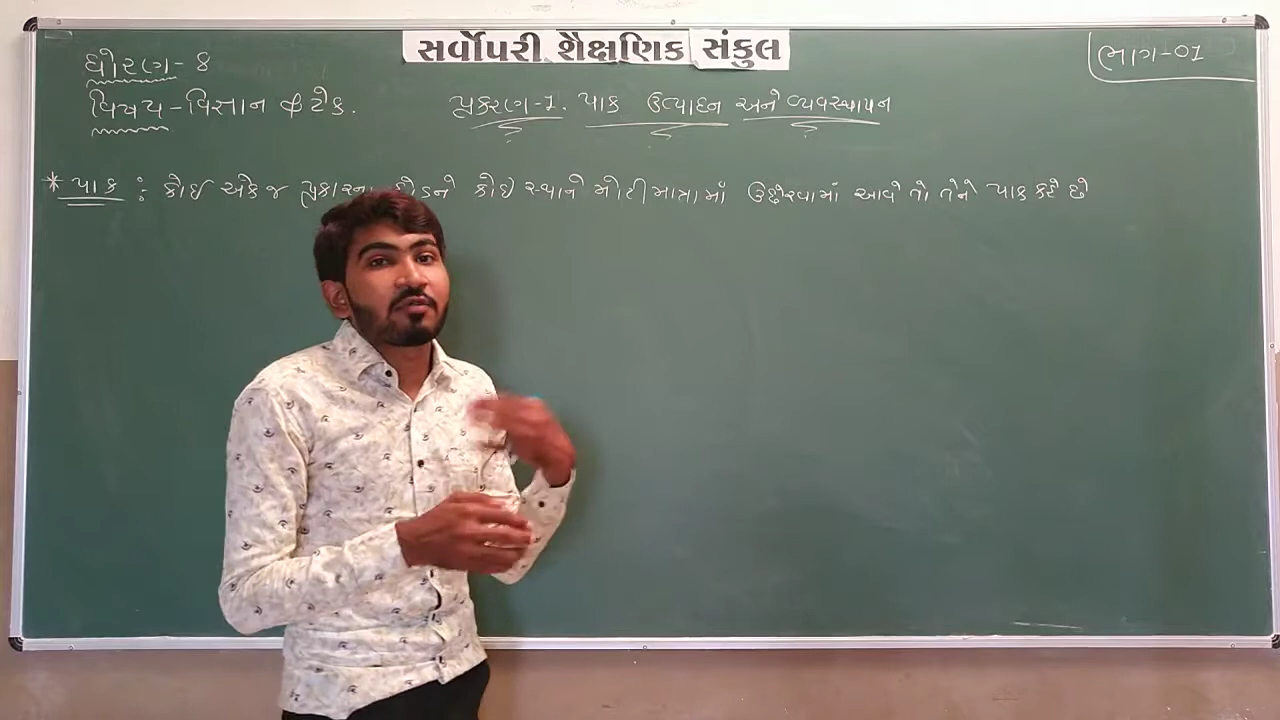 સર્વોપરી શૈક્ષણિક સંકુલ
ધોરણ-8
ભાગ-01
વિષય-વિજ્ઞાન & ટેક.
પ્રકરણ-1. પાક ઉત્પાદન અને વ્યવસ્થાપન
* પાક : કોઈ એક જ પ્રકારના છોડને કોઈ સ્થાને મોટી માત્રામાં ઉછેરવામાં આવે તો તેને પાક કહે છે